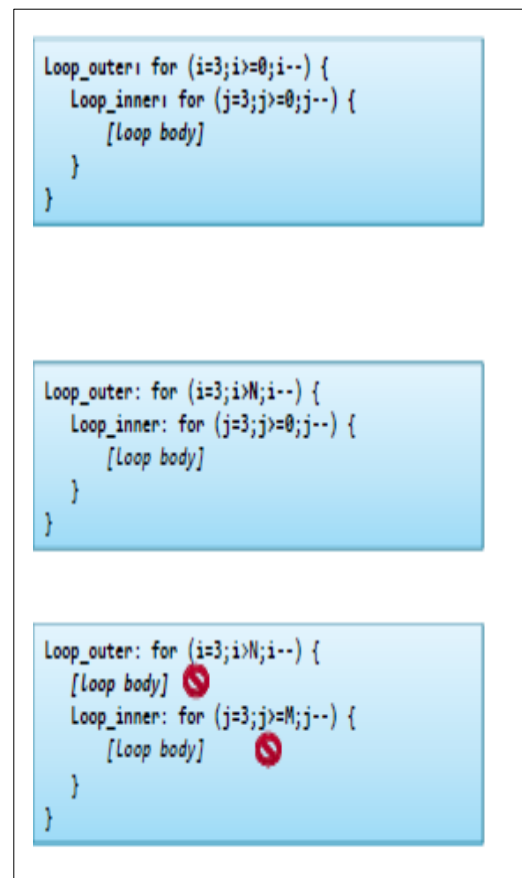 Loop_outer: for (i=3;i>=0;i--) {
Loop_inner: for (j=3;j>=0;j--) {
[loop body]
}
}
Loop_outer: for (i=3;i>N;i--) {
Loop_inner: for (j=3;j>=0;j--) {
[loop body]
}
}
Loop_outer: for (i=3;i>N;i--) {
[loop body]
Loop_inner: for (j=3;j>=M;j--) {
[loop body]
}
}